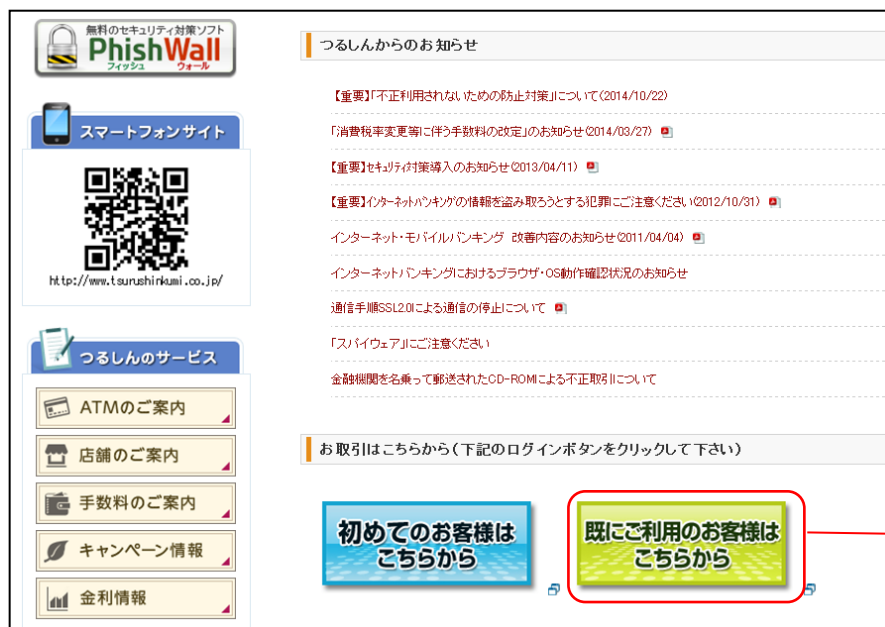 無料のセキュリティ対策ソフト
PhishWall
フィッシュ ウォール
スマートフォンサイト
http://www.tsurushinkumi.co.jp/
つるしんのサービス
ATMのご案内
店舗のご案内
手数料のご案内
キャンペーン情報
金利情報
つるしんからのお知らせ
【重要】「不正利用されないための防止対策」について(2014/10/22)
「消費税率変更等に伴う手数料の改定」のお知らせ(2014/03/27)
【重要】セキュリティ対策導入のお知らせ(2013/04/11)
【重要】インターネットバンキングの情報を盗み取ろうとする犯罪にご注意ください(2012/10/31)
インターネット・モバイルバンキング 改善内容のお知らせ(2011/04/04)
インターネットバンキングにおけるブラウザ・OS動作確認状況のお知らせ
通信手順SSL2.0による通信の停止について
「スパイウェア」にご注意ください
金融機関を名乗って郵送されたCD-ROMによる不正取引について
お取引はこちらから(下記のログインボタンをクリックして下さい)
初めてのお客様は
こちらから
既にご利用のお客様は
こちらから